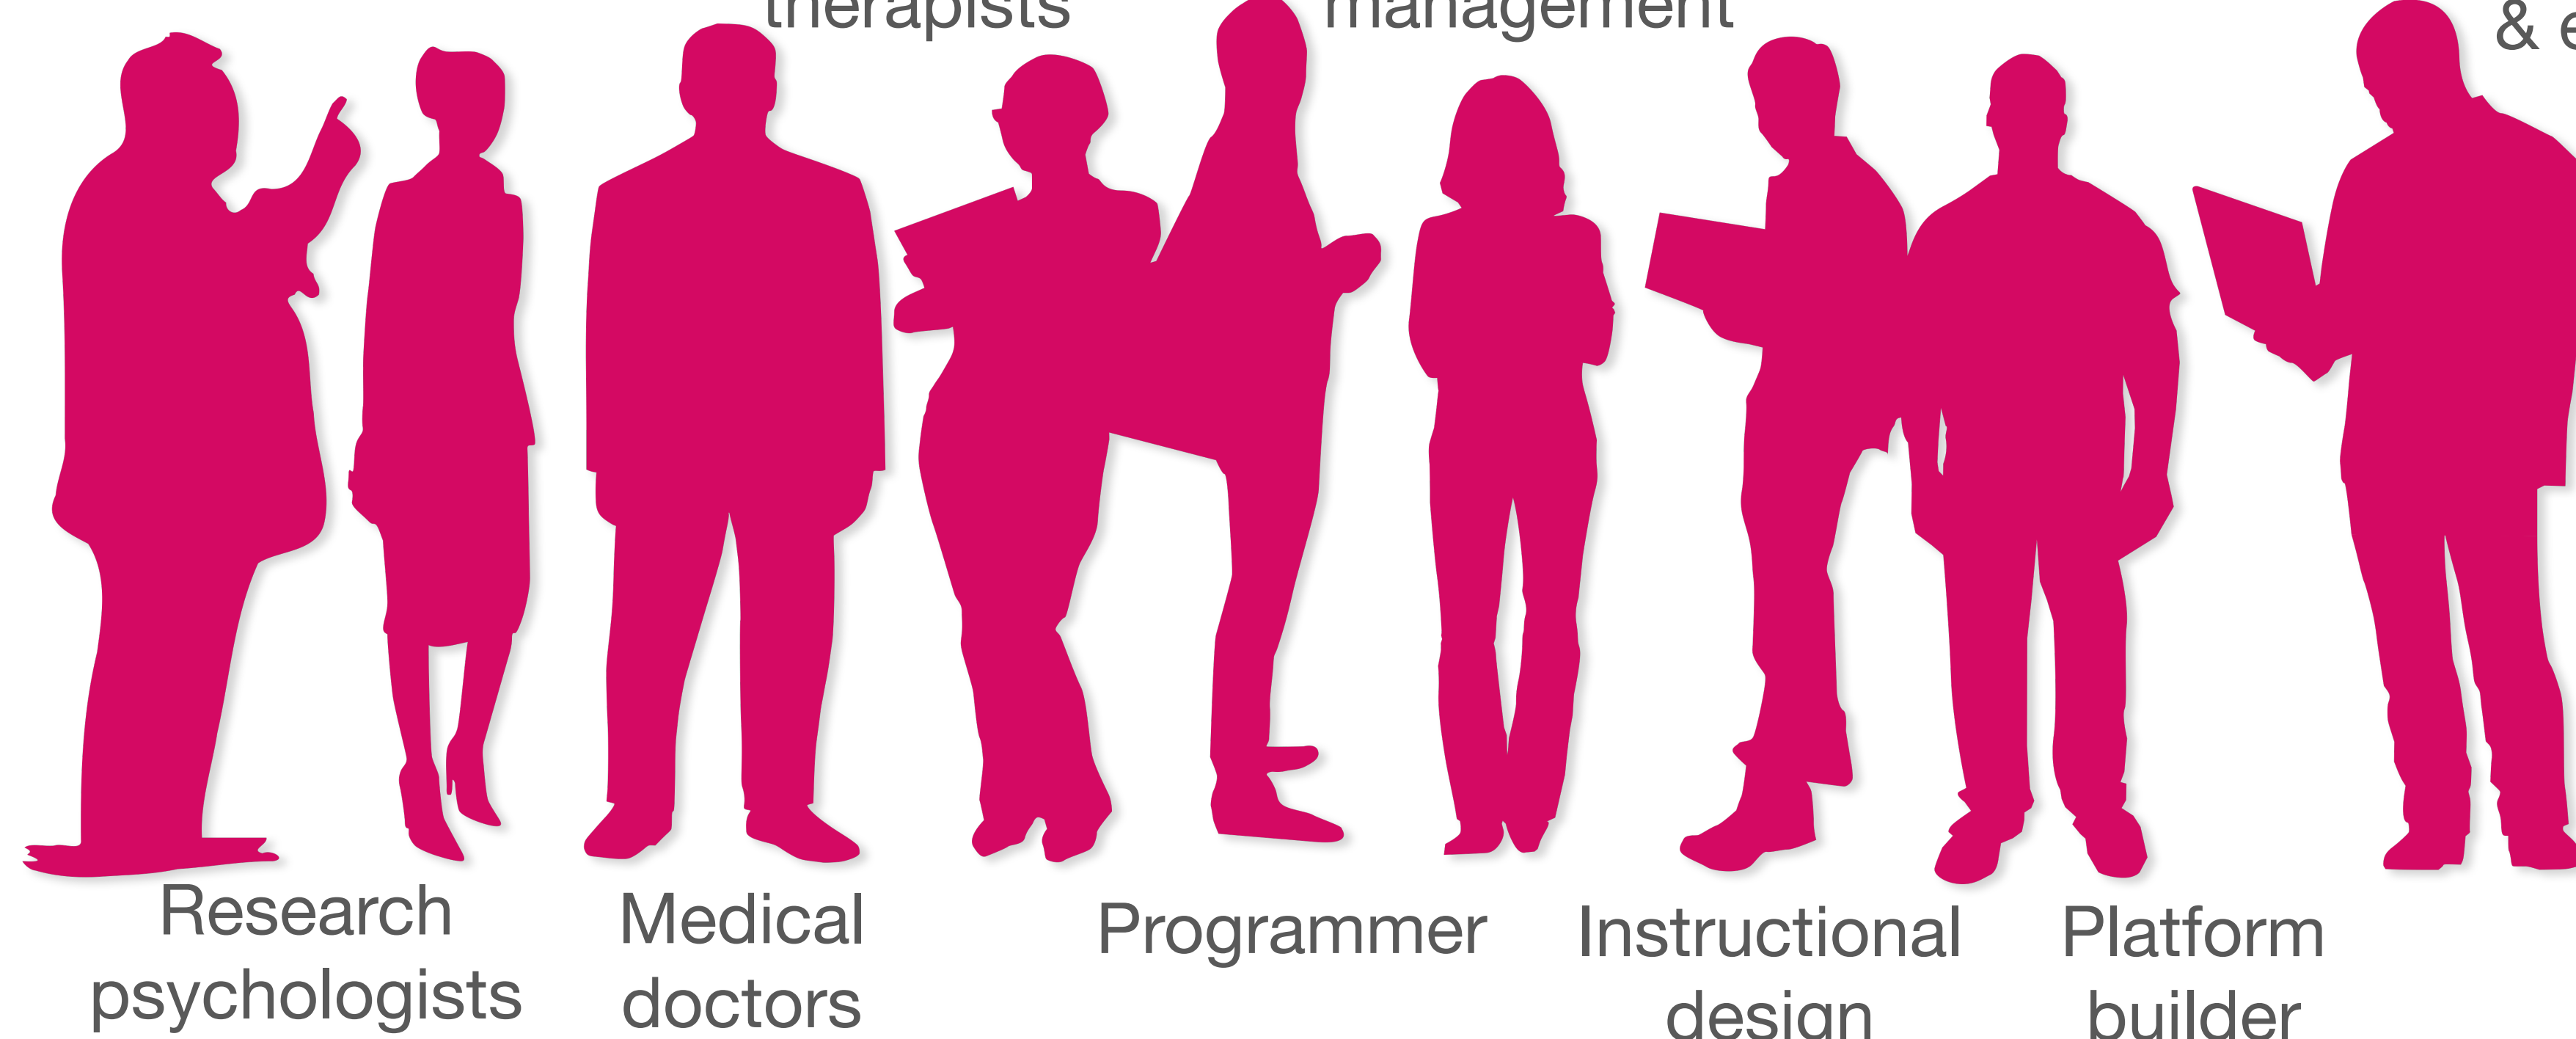 therapists
management
&
Research
psychologists
Medical
doctors
Programmer
Instructional
design
Platform
builder